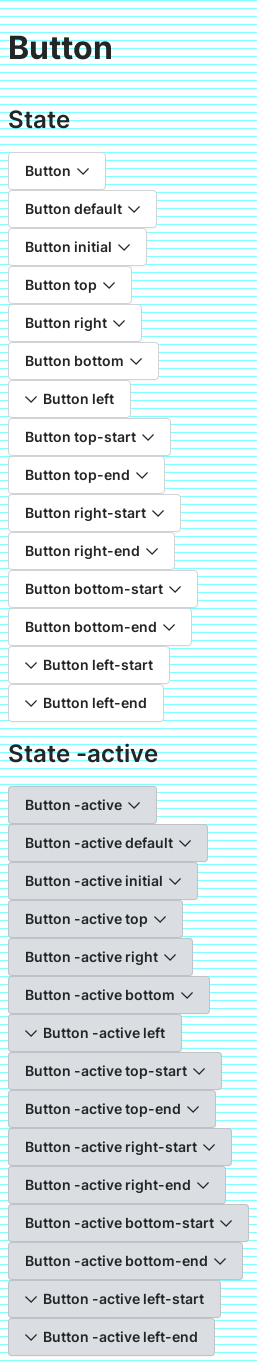 Button
State
Button
Button default
Button initial
Button top
Button right
Button bottom
Button left
Button top-start
Button top-end
Button right-start
Button right-end
Button bottom-start
Button bottom-end
Button left-start
Button left-end
State -active
Button -active
Button -active default
Button -active initial
Button -active top
Button -active right
Button -active bottom
Button -active left
Button -active top-start
Button -active top-end
Button -active right-start
Button -active right-end
Button -active bottom-start
Button -active bottom-end
Button -active left-start
Button -active left-end